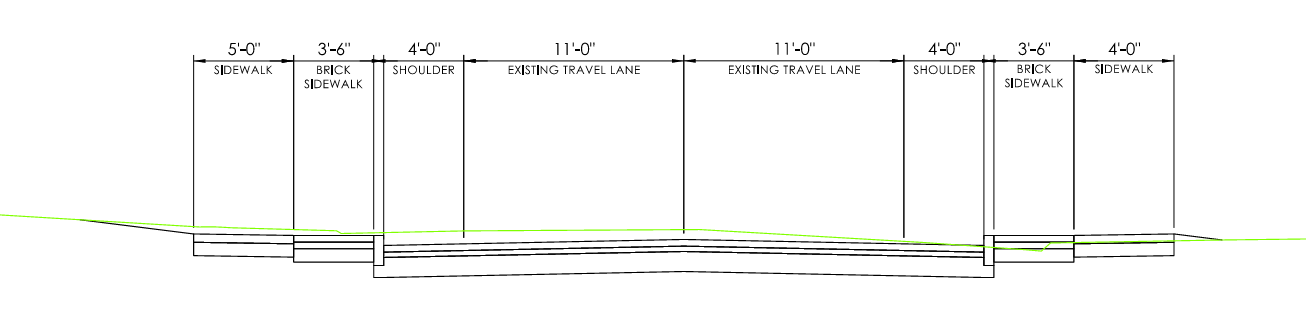 5'-0" 3'-6" 4'-0" 11'-0" 11'-0" 4'-0" 3'-6" 4'-0"
SIDEWALK BRICK SHOULDER EXISTING TRAVEL LANE EXISTING TRAVEL LANE SHOULDER BRICK SIDEWALK
SIDEWALK SIDEWALK